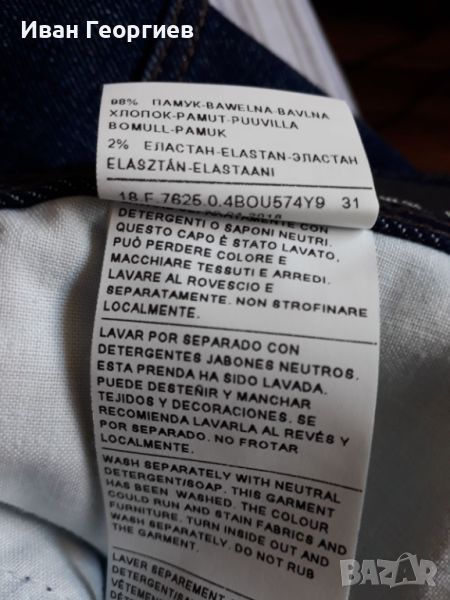 Иван Георгиев
98% ПАМУК-BAWELNA-BAVLNA
ХЛОПОК-PAMUT-PUUVILLA
BOMULL-PAMUK
2% ЕЛАСТАН-ELASTAN-ЭЛАСТАН
ELASZTÁN-ELASTAANI
18.E.7625.0.4BOU574Y9 31
DETERGENTI O SAPONI NEUTRI.
QUESTO CAPO È STATO LAVATO,
PUÒ PERDERE COLORE E
MACCHIARE TESSUTI E ARREDI.
LAVARE AL ROVESCIO E
SEPARATAMENTE. NON STROFINARE
LOCALMENTE.
LAVAR POR SEPARADO CON
DETERGENTES JABONES NEUTROS.
ESTA PRENDA HA SIDO LAVADA.
PUEDE DESTEÑIR Y MANCHAR
TEJIDOS Y DECORACIONES. SE
RECOMIENDA LAVARLA AL REVÉS Y
POR SEPARADO. NO FROTAR
LOCALMENTE.
WASH SEPARATELY WITH NEUTRAL
DETERGENT/SOAP. THIS GARMENT
HAS BEEN WASHED. THE COLOUR
COULD RUN AND STAIN FABRICS AND
FURNITURE. TURN INSIDE OUT AND
WASH SEPARATELY. DO NOT RUB
THE GARMENT.
LAVER SEPAREMENT
DETERGENT/
VÊTEMENT
bazar